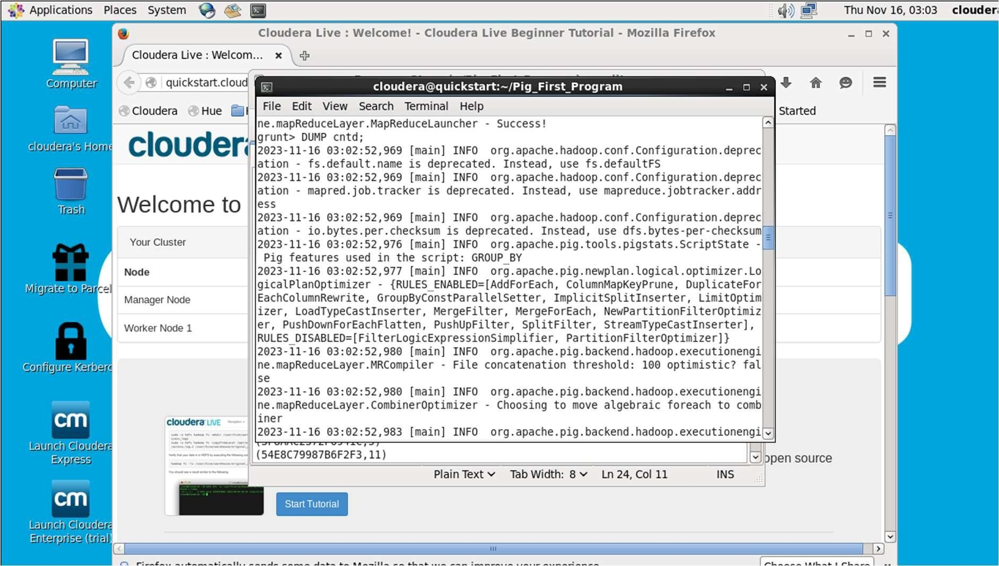 Applications Places System
Thu Nov 16, 03:03
Cloudera Live : Welcome! - Cloudera Live Beginner Tutorial - Mozilla Firefox
Cloudera Live : Welcom...
quickstart.cloud
Cloudera
Hue
Started
cloudera@quickstart:~/Pig_First_Program
File Edit View Search Terminal Help
ne.mapReduceLayer.MapReduceLauncher - Success!
grunt> DUMP cntd;
2023-11-16 03:02:52,969 [main] INFO  org.apache.hadoop.conf.Configuration.deprec
ation - fs.default.name is deprecated. Instead, use fs.defaultFS
2023-11-16 03:02:52,969 [main] INFO  org.apache.hadoop.conf.Configuration.deprec
ation - mapred.job.tracker is deprecated. Instead, use mapreduce.jobtracker.addr
ess
2023-11-16 03:02:52,969 [main] INFO  org.apache.hadoop.conf.Configuration.deprec
ation - io.bytes.per.checksum is deprecated. Instead, use dfs.bytes-per-checksum
2023-11-16 03:02:52,976 [main] INFO  org.apache.pig.tools.pigstats.ScriptState -
 Pig features used in the script: GROUP_BY
2023-11-16 03:02:52,977 [main] INFO  org.apache.pig.newplan.logical.optimizer.Lo
gicalPlanOptimizer - {RULES_ENABLED=[AddForEach, ColumnMapKeyPrune, DuplicateFor
EachColumnRewrite, GroupByConstParallelSetter, ImplicitSplitInserter, LimitOptim
izer, LoadTypeCastInserter, MergeFilter, MergeForEach, NewPartitionFilterOptimiz
er, PushDownForEachFlatten, PushUpFilter, SplitFilter, StreamTypeCastInserter],
RULES_DISABLED=[FilterLogicExpressionSimplifier, PartitionFilterOptimizer]}
2023-11-16 03:02:52,980 [main] INFO  org.apache.pig.backend.hadoop.executionengi
ne.mapReduceLayer.MRCompiler - File concatenation threshold: 100 optimistic? fal
se
2023-11-16 03:02:52,980 [main] INFO  org.apache.pig.backend.hadoop.executionengi
ne.mapReduceLayer.CombinerOptimizer - Choosing to move algebraic foreach to comb
iner
2023-11-16 03:02:52,983 [main] INFO  org.apache.pig.backend.hadoop.executionengi
(54E8C79987B6F2F3,11)
Plain Text Tab Width: 8 Ln 24, Col 11 INS
Computer
cloudera's Home
Trash
Migrate to Parcel
Configure Kerberc
cm
Launch Cloudera
Express
cm
Launch Cloudera
Enterprise (trial)
Welcome to
Your Cluster
Node
Manager Node
Worker Node 1
cloudera LIVE
open source
Start Tutorial
Firefox automatically sends some data to Mozilla so that we can improve your experience.
Choose What I Share